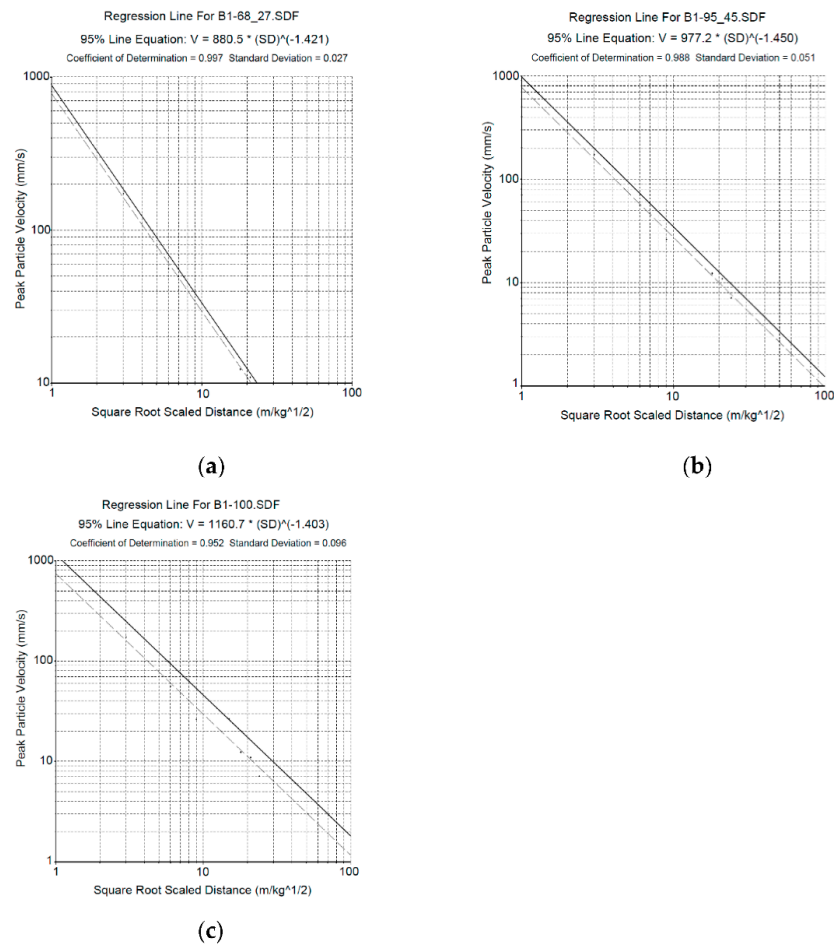 Regression Line For B1-68_27.SDF
95% Line Equation: V = 880.5 * (SD)^(-1.421)
Coefficient of Determination = 0.997 Standard Deviation = 0.027
1000
100
10
Peak Particle Velocity (mm/s)
1 10 100
Square Root Scaled Distance (m/kg^1/2)
(a)
Regression Line For B1-95_45.SDF
95% Line Equation: V = 977.2 * (SD)^(-1.450)
Coefficient of Determination = 0.988 Standard Deviation = 0.051
1000
100
10
1
Peak Particle Velocity (mm/s)
1 10 100
Square Root Scaled Distance (m/kg^1/2)
(b)
Regression Line For B1-100.SDF
95% Line Equation: V = 1160.7 * (SD)^(-1.403)
Coefficient of Determination = 0.952 Standard Deviation = 0.096
1000
100
10
1
Peak Particle Velocity (mm/s)
1 10 100
Square Root Scaled Distance (m/kg^1/2)
(c)